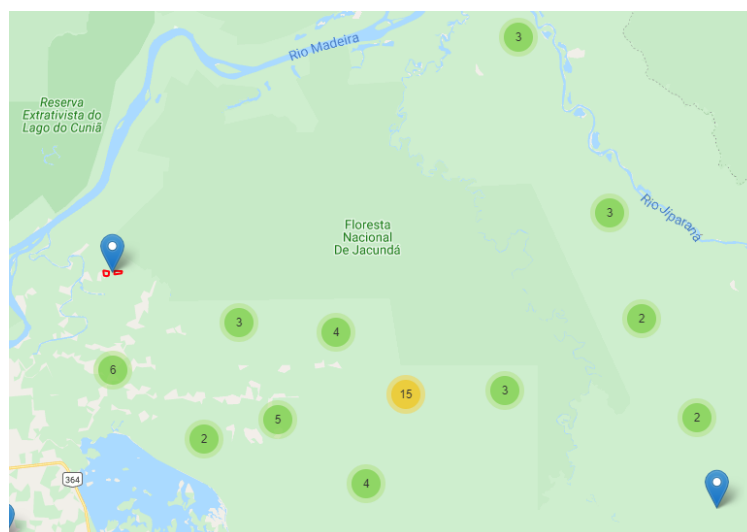 3
Rio Madeira
Reserva
Extrativista do
Lago do Cuniã
3
Rio Jiparaná
Floresta
Nacional
De Jacundá
3
4
2
6
15
3
5
2
2
4
364